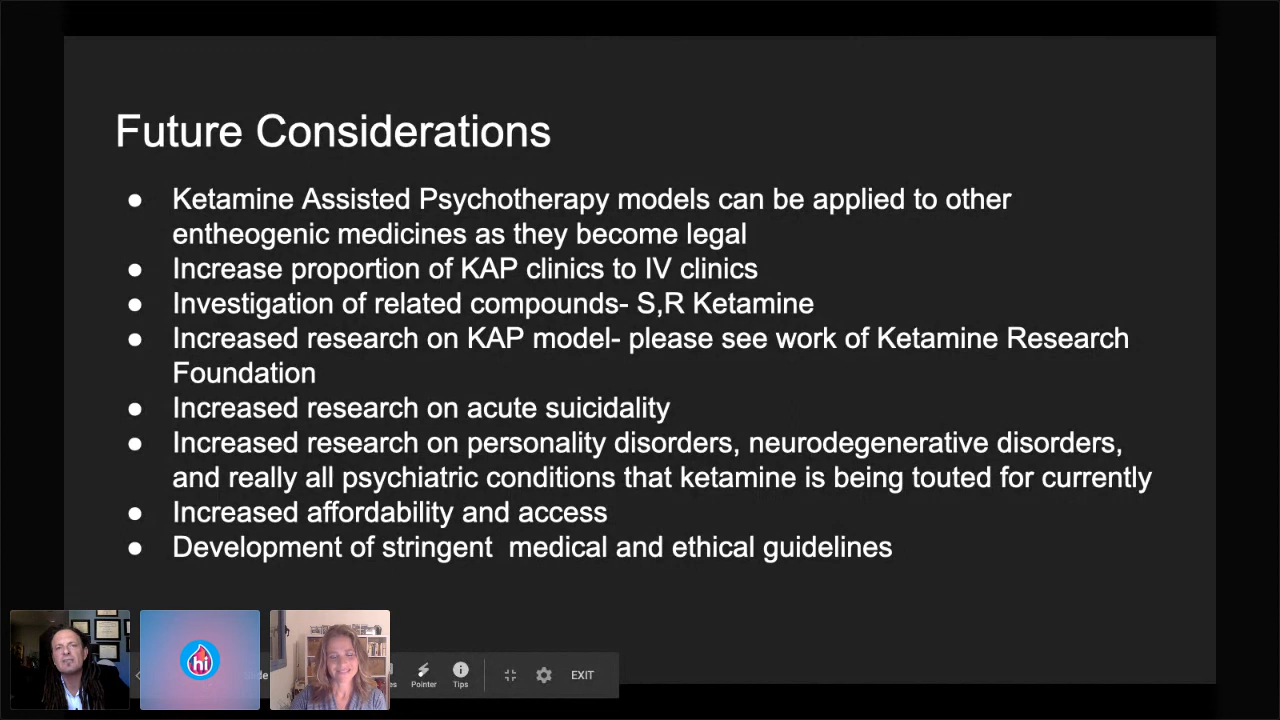 Future Considerations
● Ketamine Assisted Psychotherapy models can be applied to other
entheogenic medicines as they become legal
● Increase proportion of KAP clinics to IV clinics
● Investigation of related compounds- S,R Ketamine
● Increased research on KAP model- please see work of Ketamine Research
Foundation
● Increased research on acute suicidality
● Increased research on personality disorders, neurodegenerative disorders,
and really all psychiatric conditions that ketamine is being touted for currently
● Increased affordability and access
● Development of stringent  medical and ethical guidelines
hi
Pointer
Tips
EXIT